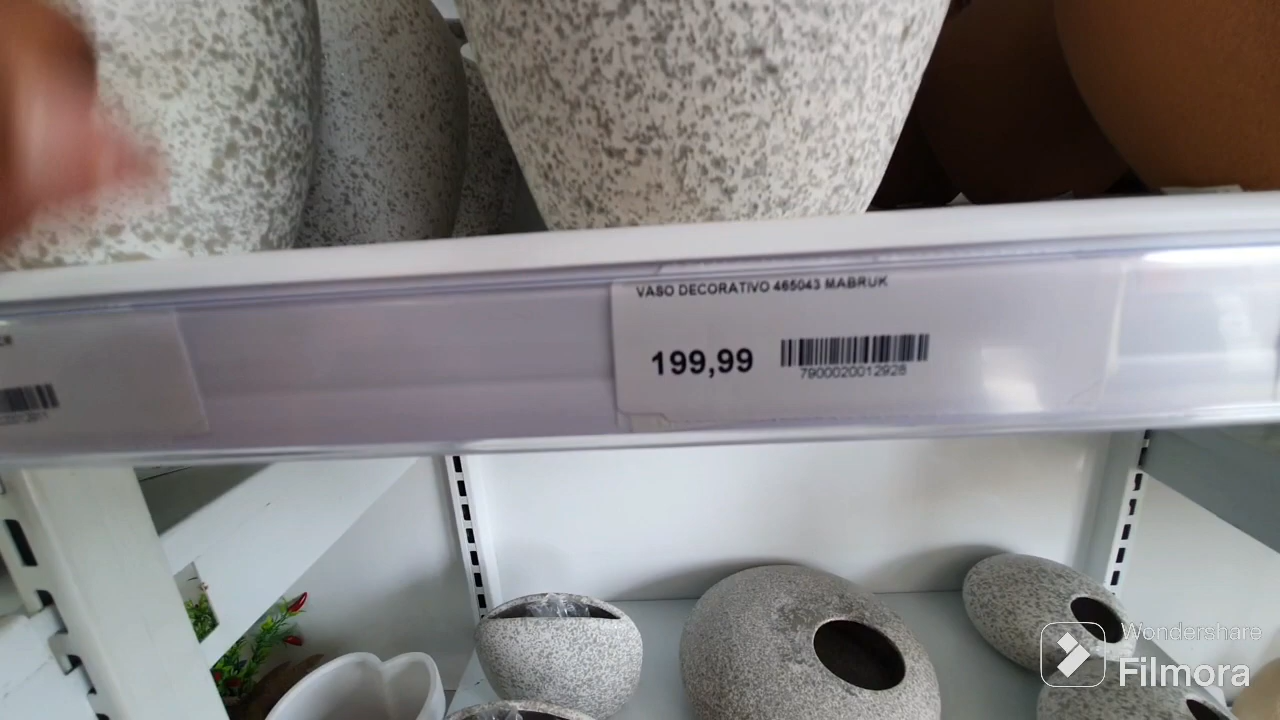 VASO DECORATIVO 465043 MABRUK
199,99
7900020012928
Wondershare
Filmora